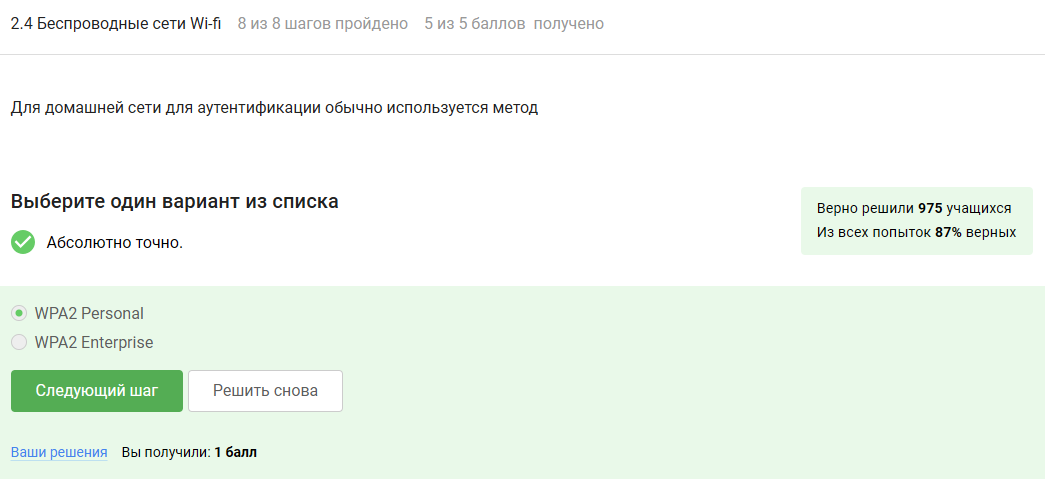 2.4 Беспроводные сети Wi-fi 8 из 8 шагов пройдено 5 из 5 баллов получено
Для домашней сети для аутентификации обычно используется метод
Выберите один вариант из списка
Абсолютно точно.
Верно решили 975 учащихся
Из всех попыток 87% верных
WPA2 Personal
WPA2 Enterprise
Следующий шаг Решить снова
Ваши решения Вы получили: 1 балл